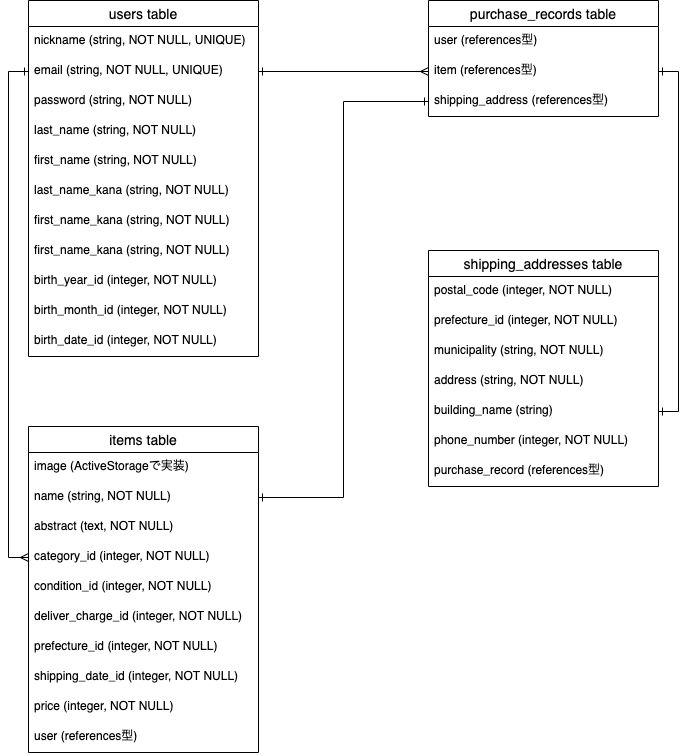 users table
nickname (string, NOT NULL, UNIQUE)
email (string, NOT NULL, UNIQUE)
password (string, NOT NULL)
last_name (string, NOT NULL)
first_name (string, NOT NULL)
last_name_kana (string, NOT NULL)
first_name_kana (string, NOT NULL)
first_name_kana (string, NOT NULL)
birth_year_id (integer, NOT NULL)
birth_month_id (integer, NOT NULL)
birth_date_id (integer, NOT NULL)
purchase_records table
user (references型)
item (references型)
shipping_address (references型)
shipping_addresses table
postal_code (integer, NOT NULL)
prefecture_id (integer, NOT NULL)
municipality (string, NOT NULL)
address (string, NOT NULL)
building_name (string)
phone_number (integer, NOT NULL)
purchase_record (references型)
items table
image (ActiveStorageで実装)
name (string, NOT NULL)
abstract (text, NOT NULL)
category_id (integer, NOT NULL)
condition_id (integer, NOT NULL)
deliver_charge_id (integer, NOT NULL)
prefecture_id (integer, NOT NULL)
shipping_date_id (integer, NOT NULL)
price (integer, NOT NULL)
user (references型)